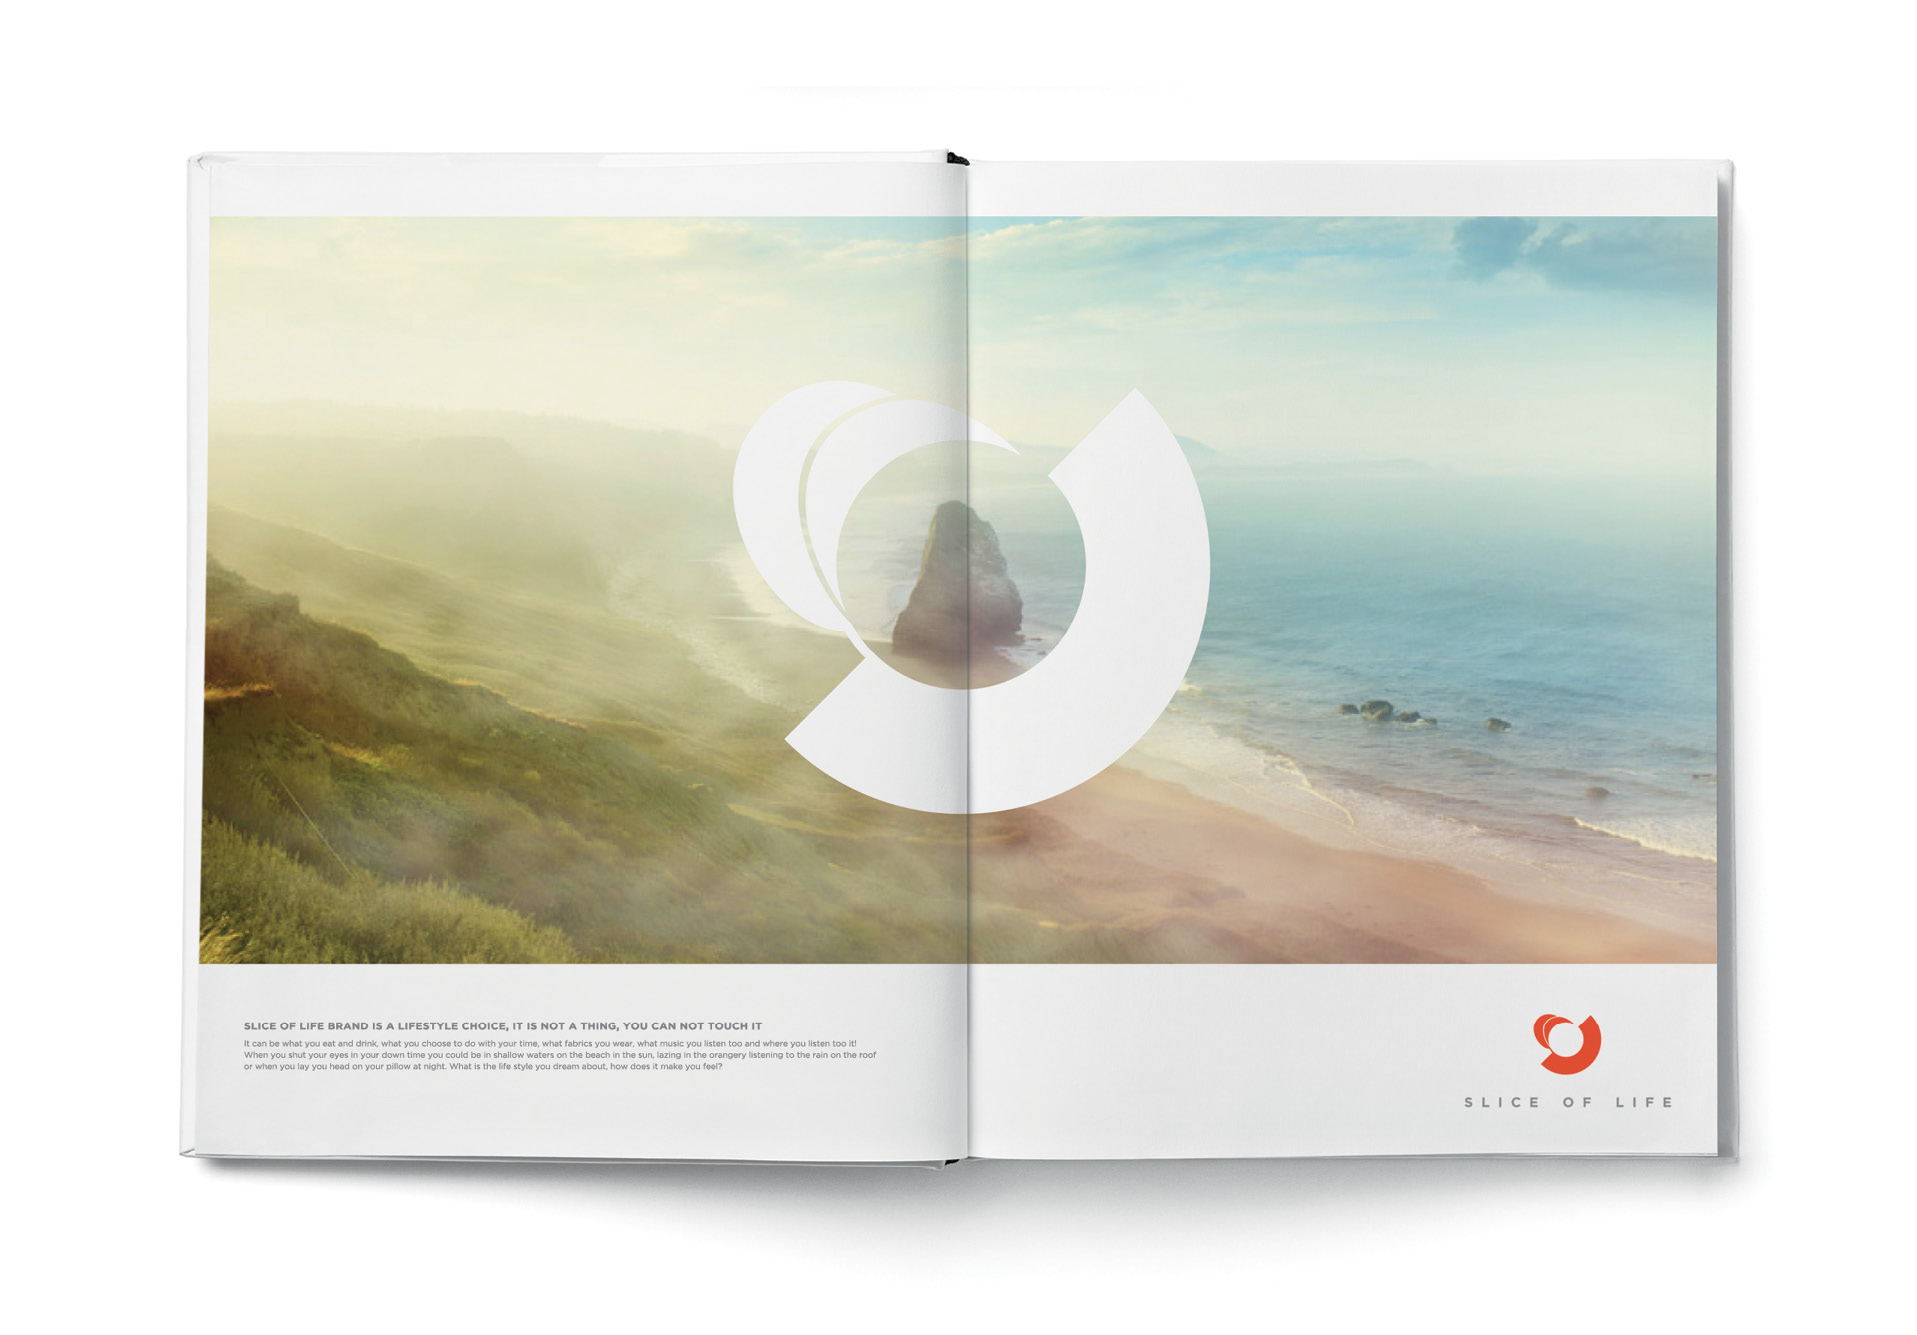 SLICE OF LIFE BRAND IS A LIFESTYLE CHOICE, IT IS NOT A THING, YOU CAN NOT TOUCH IT
It can be what you eat and drink, what you choose to do with your time, what fabrics you wear, what music you listen too and where you listen too it!
When you shut your eyes in your down time you could be in shallow waters on the beach in the sun, lazing in the orangery listening to the rain on the roof
or when you lay you head on your pillow at night. What is the life style you dream about, how does it make you feel?
SLICE OF LIFE